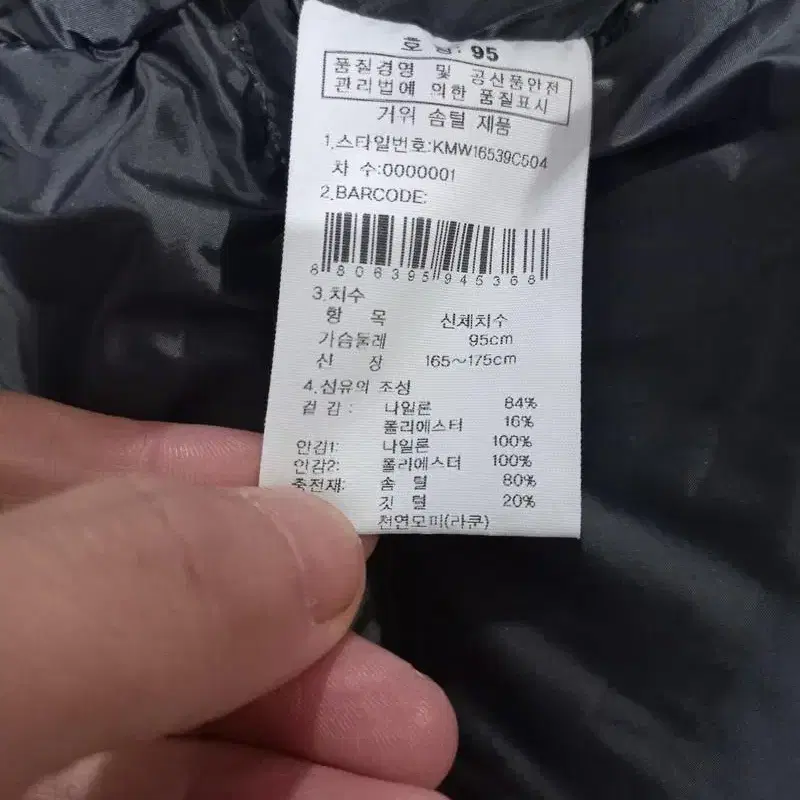 호 칭: 95
품질경영 및 공산품안전
관리법에 의한 품질표시
거위 솜털 제품
1.스타일번호:KMW16539C504
차 수:0000001
2.BARCODE:
8 806395 945368
3.치수
항 목 신체치수
가슴둘레 95cm
신 장 165~175cm
4.섬유의 조성
겉 감 : 나일론 84%
폴리에스터 16%
안감1: 나일론 100%
안감2: 폴리에스터 100%
충전재: 솜 털 80%
깃 털 20%
천연모피(라쿤)